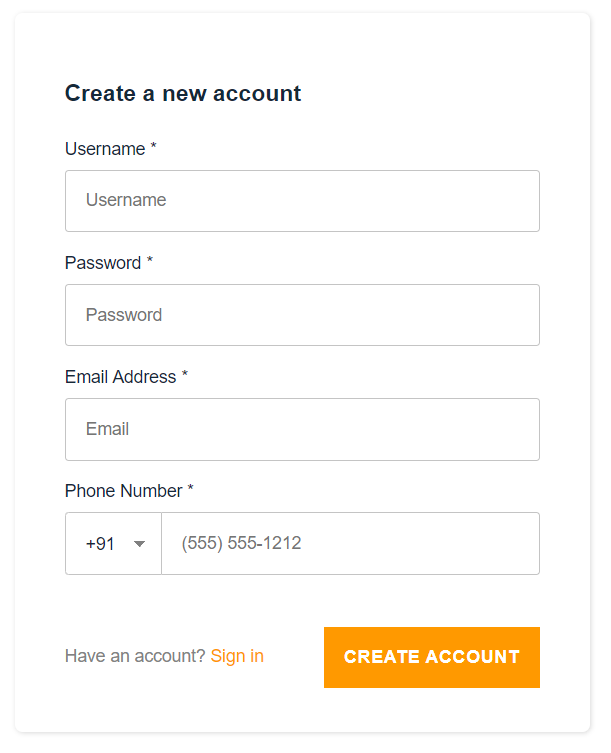 Create a new account
Username *
Username
Password *
Password
Email Address *
Email
Phone Number *
+91 (555) 555-1212
Have an account? Sign in CREATE ACCOUNT